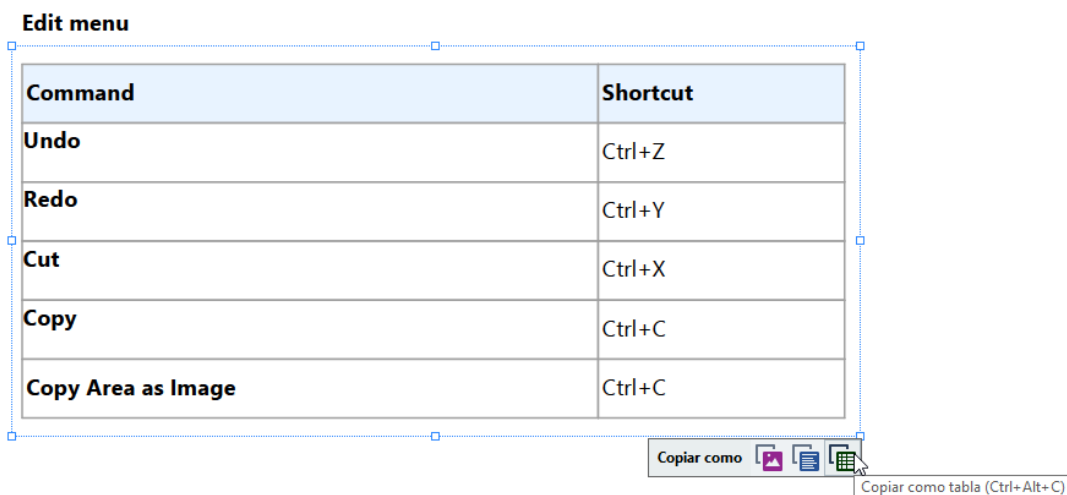 Edit menu
Command Shortcut
Undo Ctrl+Z
Redo Ctrl+Y
Cut Ctrl+X
Copy Ctrl+C
Copy Area as Image Ctrl+C
Copiar como
Copiar como tabla (Ctrl+Alt+C)